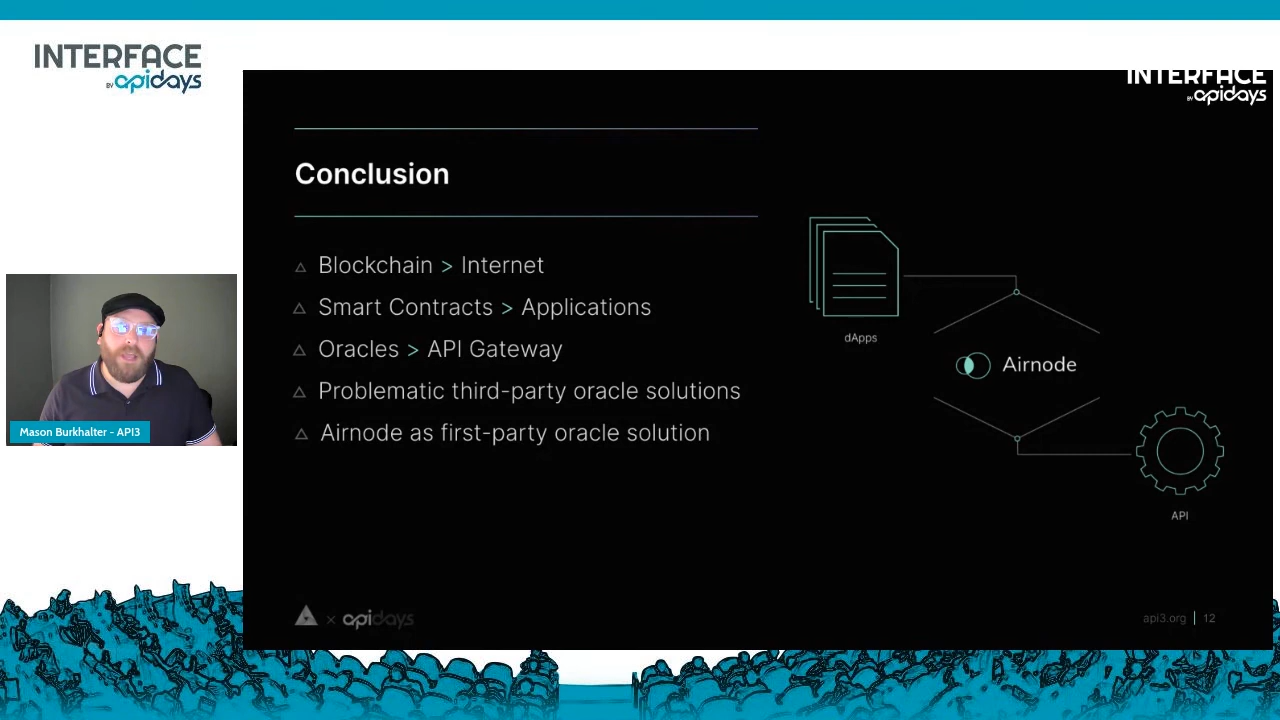 INTERFACE
BY apidays
INTERFACE
BY apidays
Conclusion
Blockchain > Internet
Smart Contracts > Applications
Oracles > API Gateway
Problematic third-party oracle solutions
Airnode as first-party oracle solution
dApps
Airnode
API
Mason Burkhalter - API3
× apidays
api3.org | 12